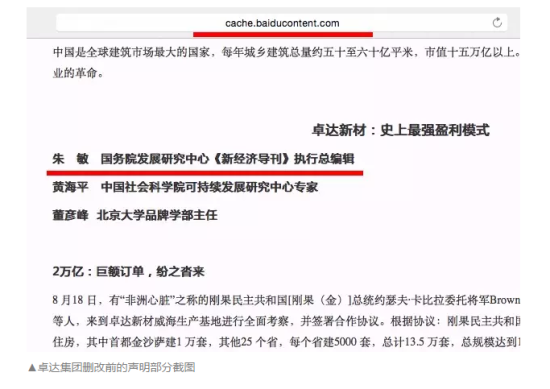 cache.baiducontent.com
中国是全球建筑市场最大的国家，每年城乡建筑总量约五十至六十亿平米，市值十五万亿以上。
业的革命。
卓达新材：史上最强盈利模式
朱 敏 国务院发展研究中心《新经济导刊》执行总编辑
黄海平 中国社会科学院可持续发展研究中心专家
董彦峰 北京大学品牌学部主任
2万亿：巨额订单，纷之沓来
8 月 18 日，有“非洲心脏”之称的刚果民主共和国[刚果（金）]总统约瑟夫·卡比拉委托将军Brown
等人，来到卓达新材威海生产基地进行全面考察，并签署合作协议。根据协议：刚果民主共和国
住房，其中首都金沙萨建 1 万套，其他25 个省，每个省建5000 套，总计13.5 万套，总规模达到1
▲卓达集团删改前的声明部分截图